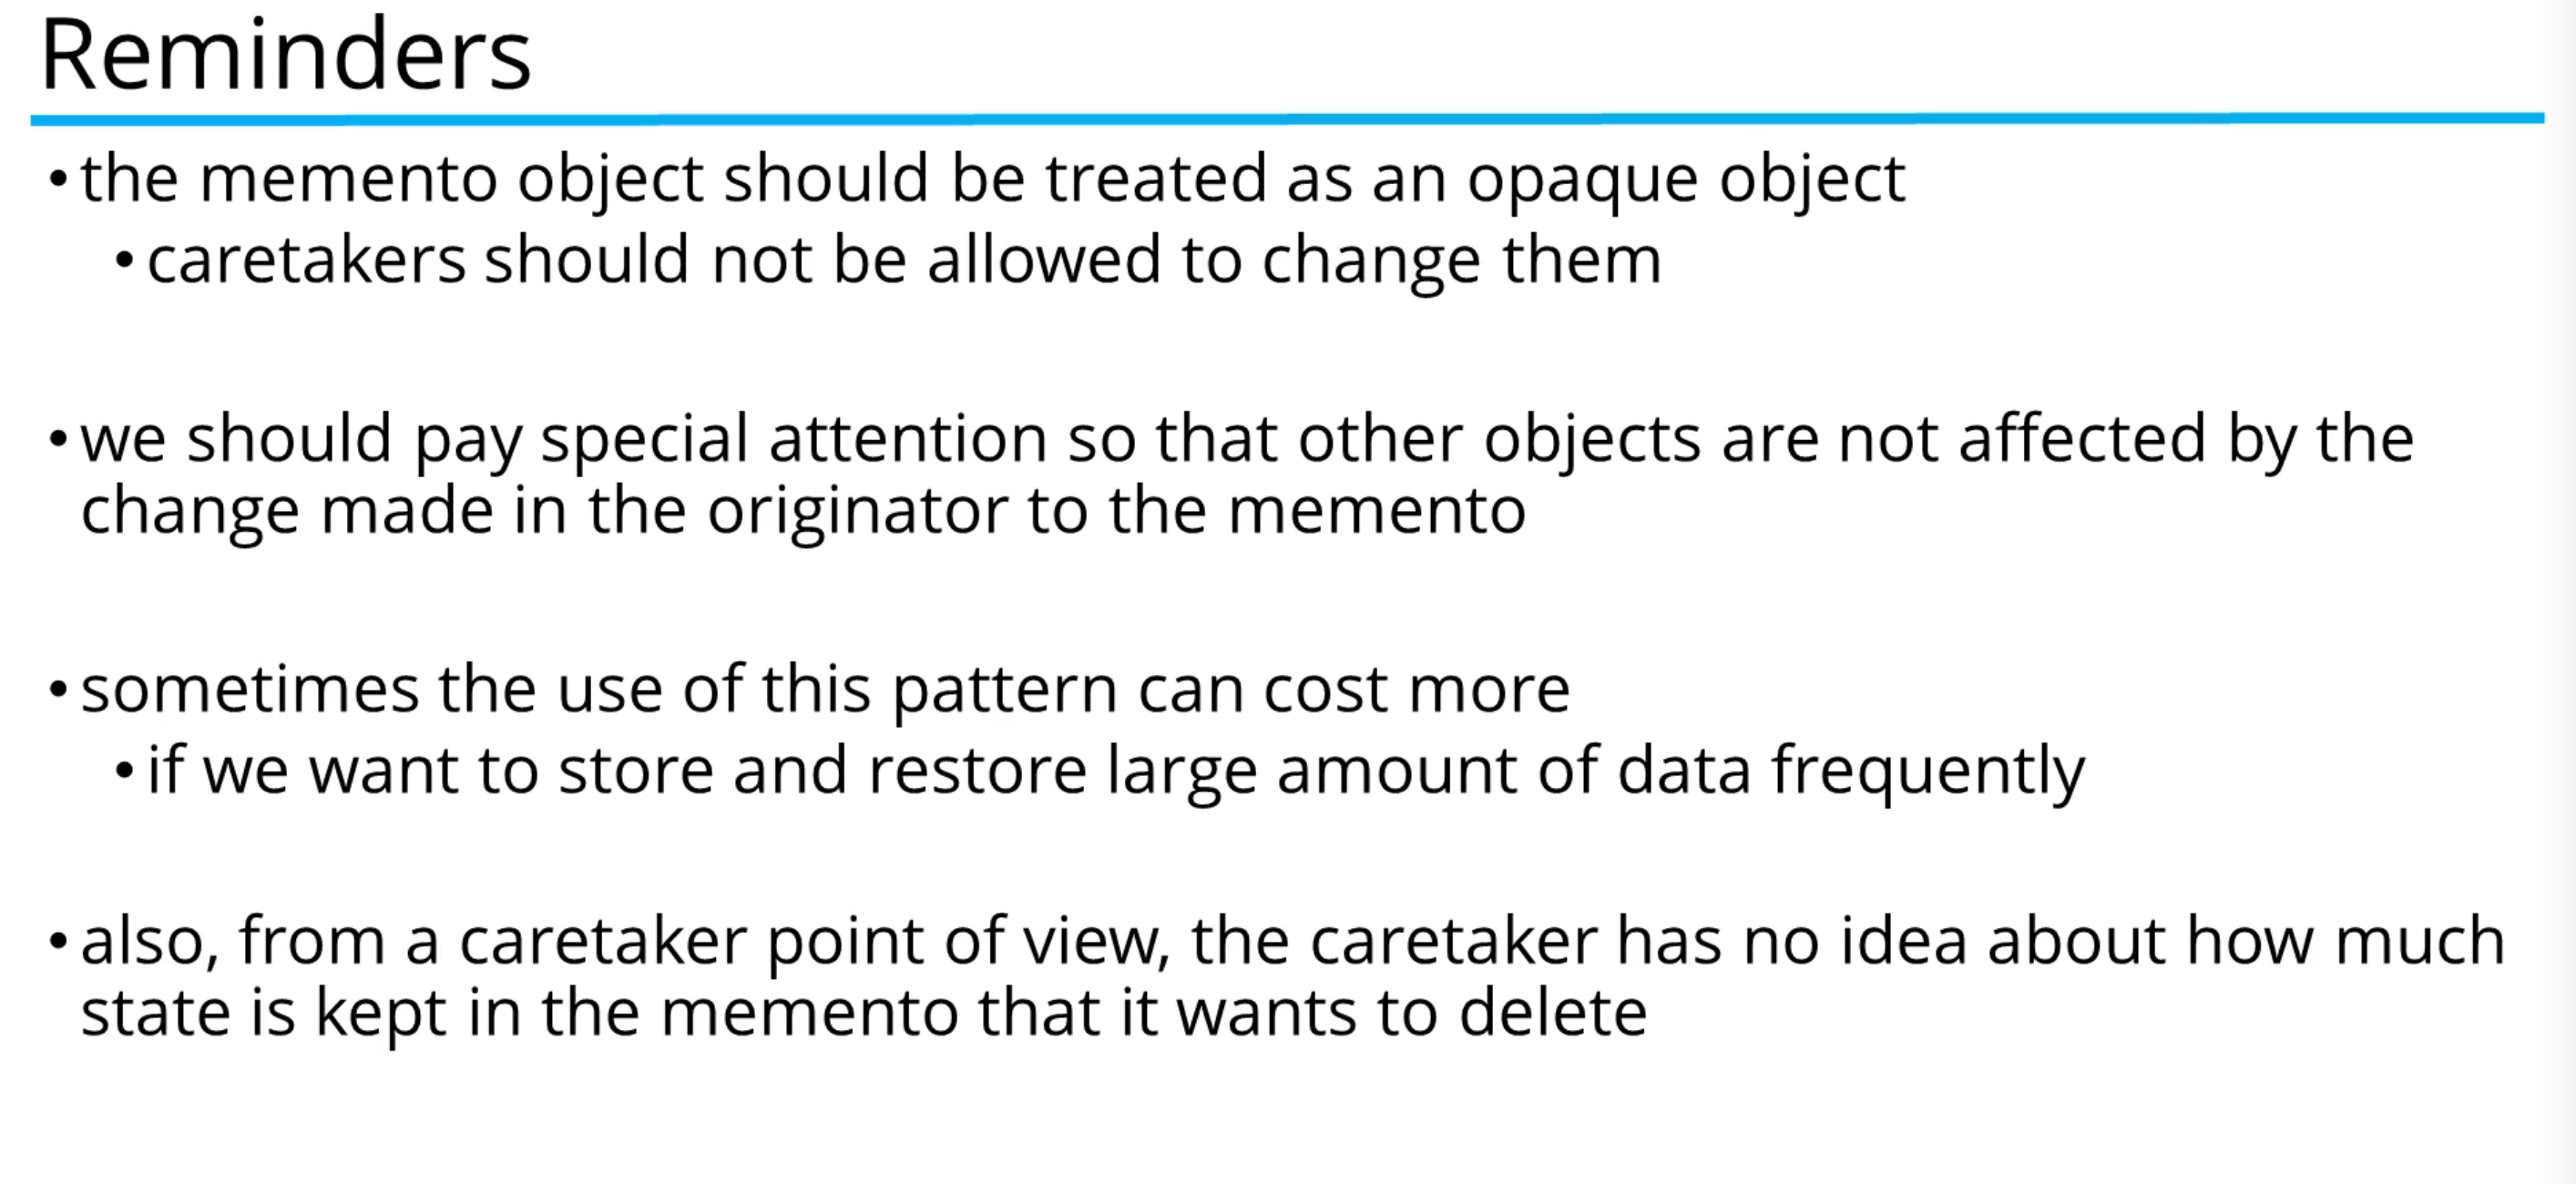 Reminders
• the memento object should be treated as an opaque object
• caretakers should not be allowed to change them
• we should pay special attention so that other objects are not affected by the
change made in the originator to the memento
• sometimes the use of this pattern can cost more
• if we want to store and restore large amount of data frequently
• also, from a caretaker point of view, the caretaker has no idea about how much
state is kept in the memento that it wants to delete